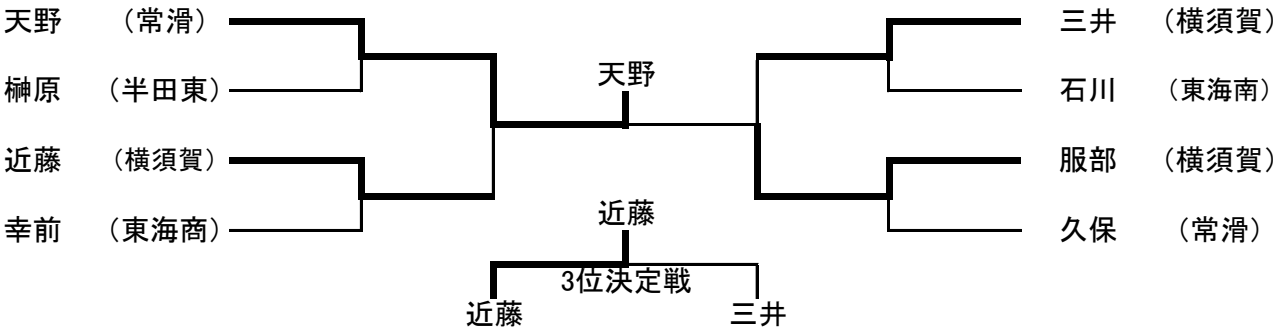 天野 （常滑）
榊原 （半田東）
近藤 （横須賀）
幸前 （東海商）
天野
近藤
3位決定戦
近藤 三井
三井 （横須賀）
石川 （東海南）
服部 （横須賀）
久保 （常滑）